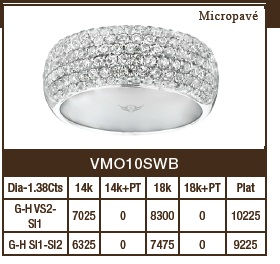 Micropavé
VMO10SWB
Dia-1.38Cts 14k 14k+PT 18k 18k+PT Plat
G-H VS2-
SI1 7025 0 8300 0 10225
G-H SI1-SI2 6325 0 7475 0 9225